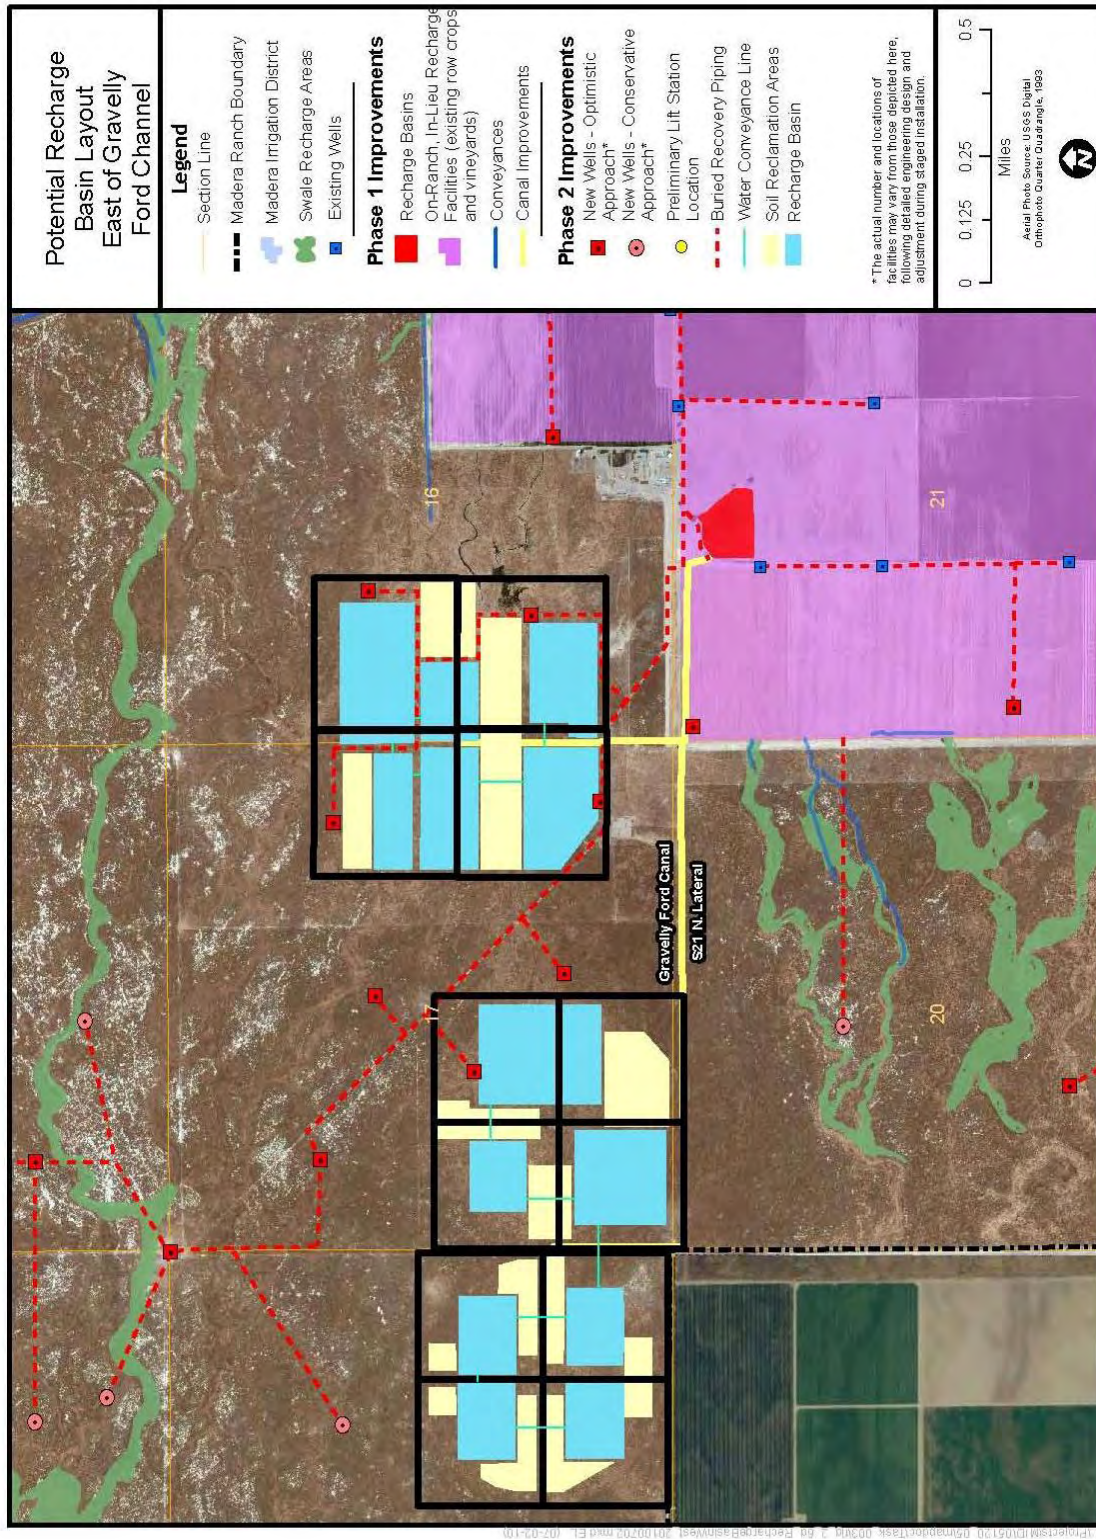 Potential Recharge
Basin Layout
East of Gravelly
Ford Channel
Legend
Section Line
Madera Ranch Boundary
Madera Irrigation District
Swale Recharge Areas
Existing Wells
Phase 1 Improvements
Recharge Basins
On-Ranch, In-Lieu Recharge
Facilities (existing row crops
and vineyards)
Conveyances
Canal Improvements
Phase 2 Improvements
New Wells - Optimistic
Approach*
New Wells - Conservative
Approach*
Preliminary Lift Station
Location
Buried Recovery Piping
Water Conveyance Line
Soil Reclamation Areas
Recharge Basin
* The actual number and locations of
facilities may vary from those depicted here,
following detailed engineering design and
adjustment during staged installation.
0 0.125 0.25 0.5
Miles
Aerial Photo Source: USGS Digital
Orthophoto Quarter Quadrangle, 1993
N
16
17
21
20
Gravelly Ford Canal
S21 N. Lateral